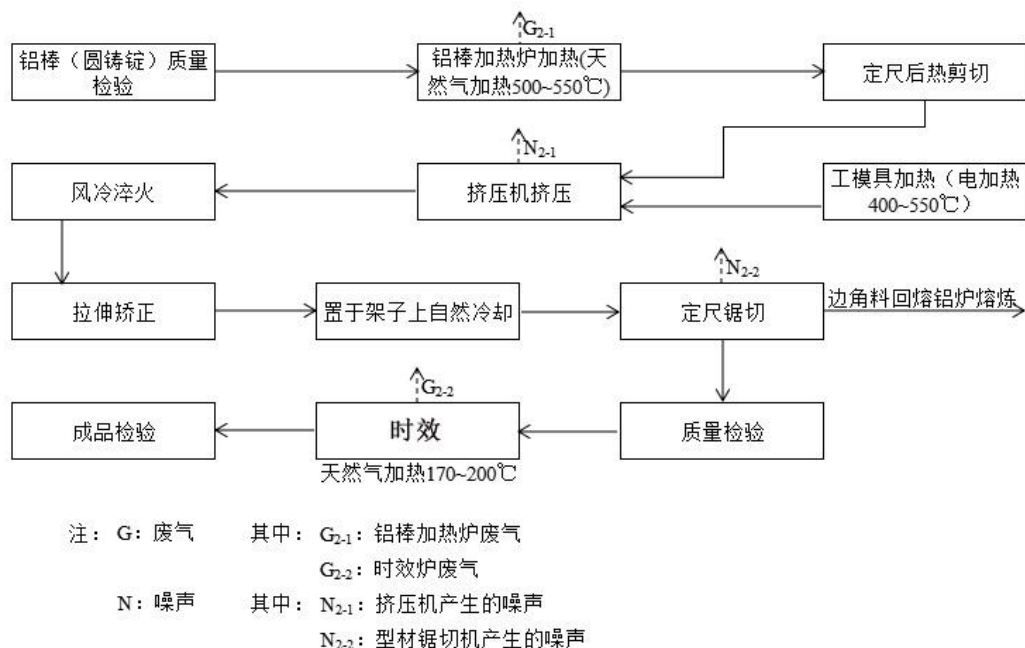 G2-1
铝棒（圆铸锭）质量
检验
铝棒加热炉加热(天
然气加热500~550℃)
定尺后热剪切
N2-1
风冷淬火
挤压机挤压
工模具加热（电加热
400~550℃）
N2-2
拉伸矫正
置于架子上自然冷却
定尺锯切
边角料回熔铝炉熔炼
G2-2
成品检验
时效
质量检验
天然气加热170~200℃
注：G：废气 其中：G2-1：铝棒加热炉废气
G2-2：时效炉废气
N：噪声 其中：N2-1：挤压机产生的噪声
N2-2：型材锯切机产生的噪声